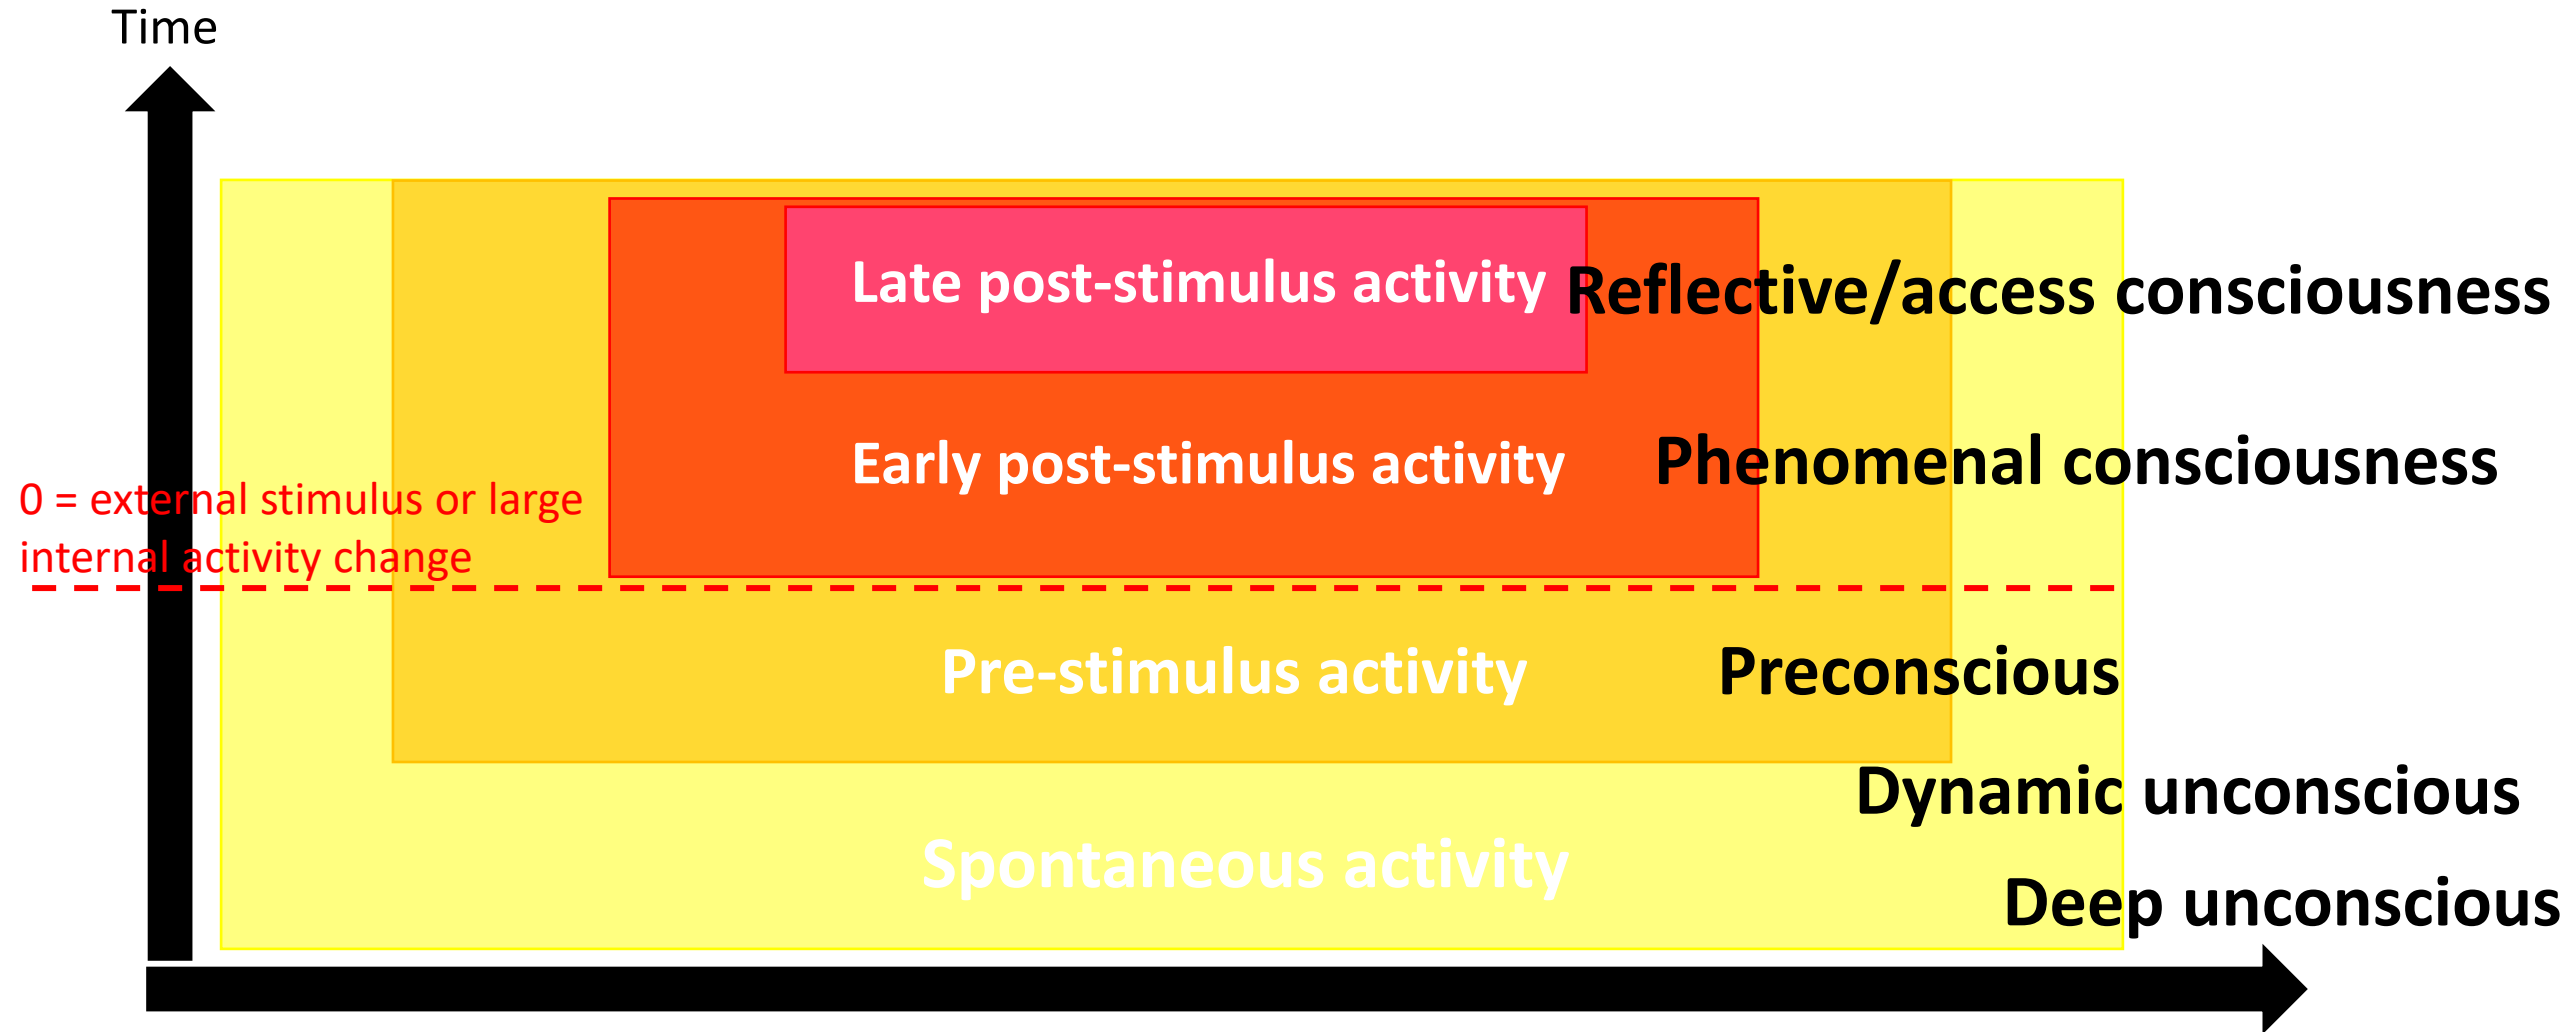 Time
Late post-stimulus activity
Reflective/access consciousness
Early post-stimulus activity
Phenomenal consciousness
0 = external stimulus or large
internal activity change
Pre-stimulus activity
Preconscious
Dynamic unconscious
Spontaneous activity
Deep unconscious